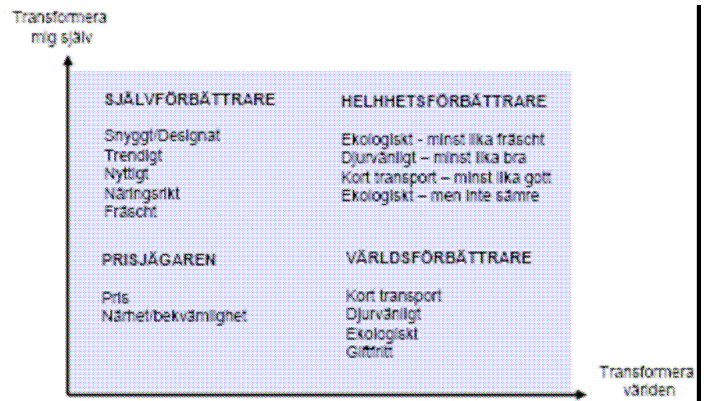 Transformera
mig själv
SJÄLVFÖRBÄTTRARE
Snyggt/Designat
Trendigt
Nyttigt
Näringsrikt
Fräscht
HELHHETSFÖRBÄTTRARE
Ekologiskt - minst lika fräscht
Djurvänligt – minst lika bra
Kort transport – minst lika gott
Ekologiskt – men inte sämre
PRISJÄGAREN
Pris
Närhet/bekvämlighet
VÄRLDSFÖRBÄTTRARE
Kort transport
Djurvänligt
Ekologiskt
Giftfritt
Transformera
världen